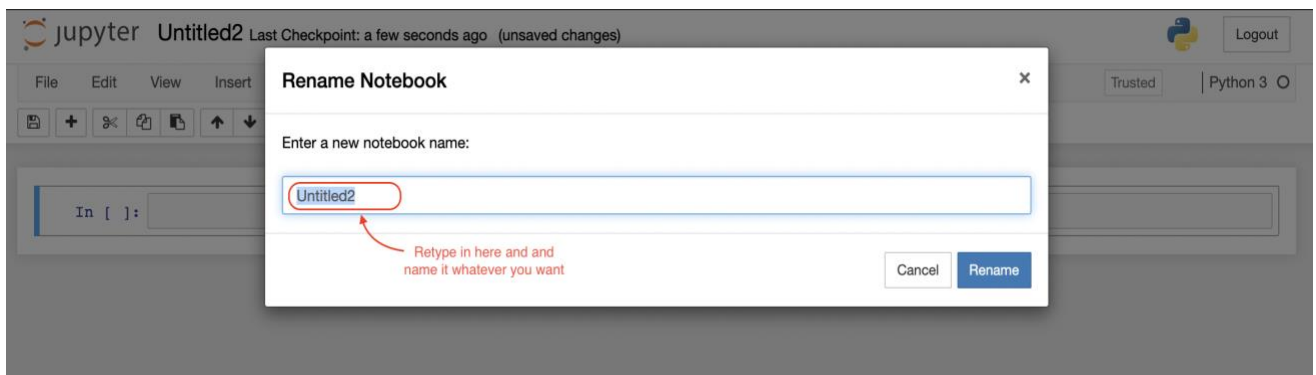 jupyter Untitled2 Last Checkpoint: a few seconds ago (unsaved changes) Logout
File Edit View Insert Trusted Python 3
Rename Notebook ×
Enter a new notebook name:
Untitled2
In [ ]:
Retype in here and and
name it whatever you want
Cancel Rename